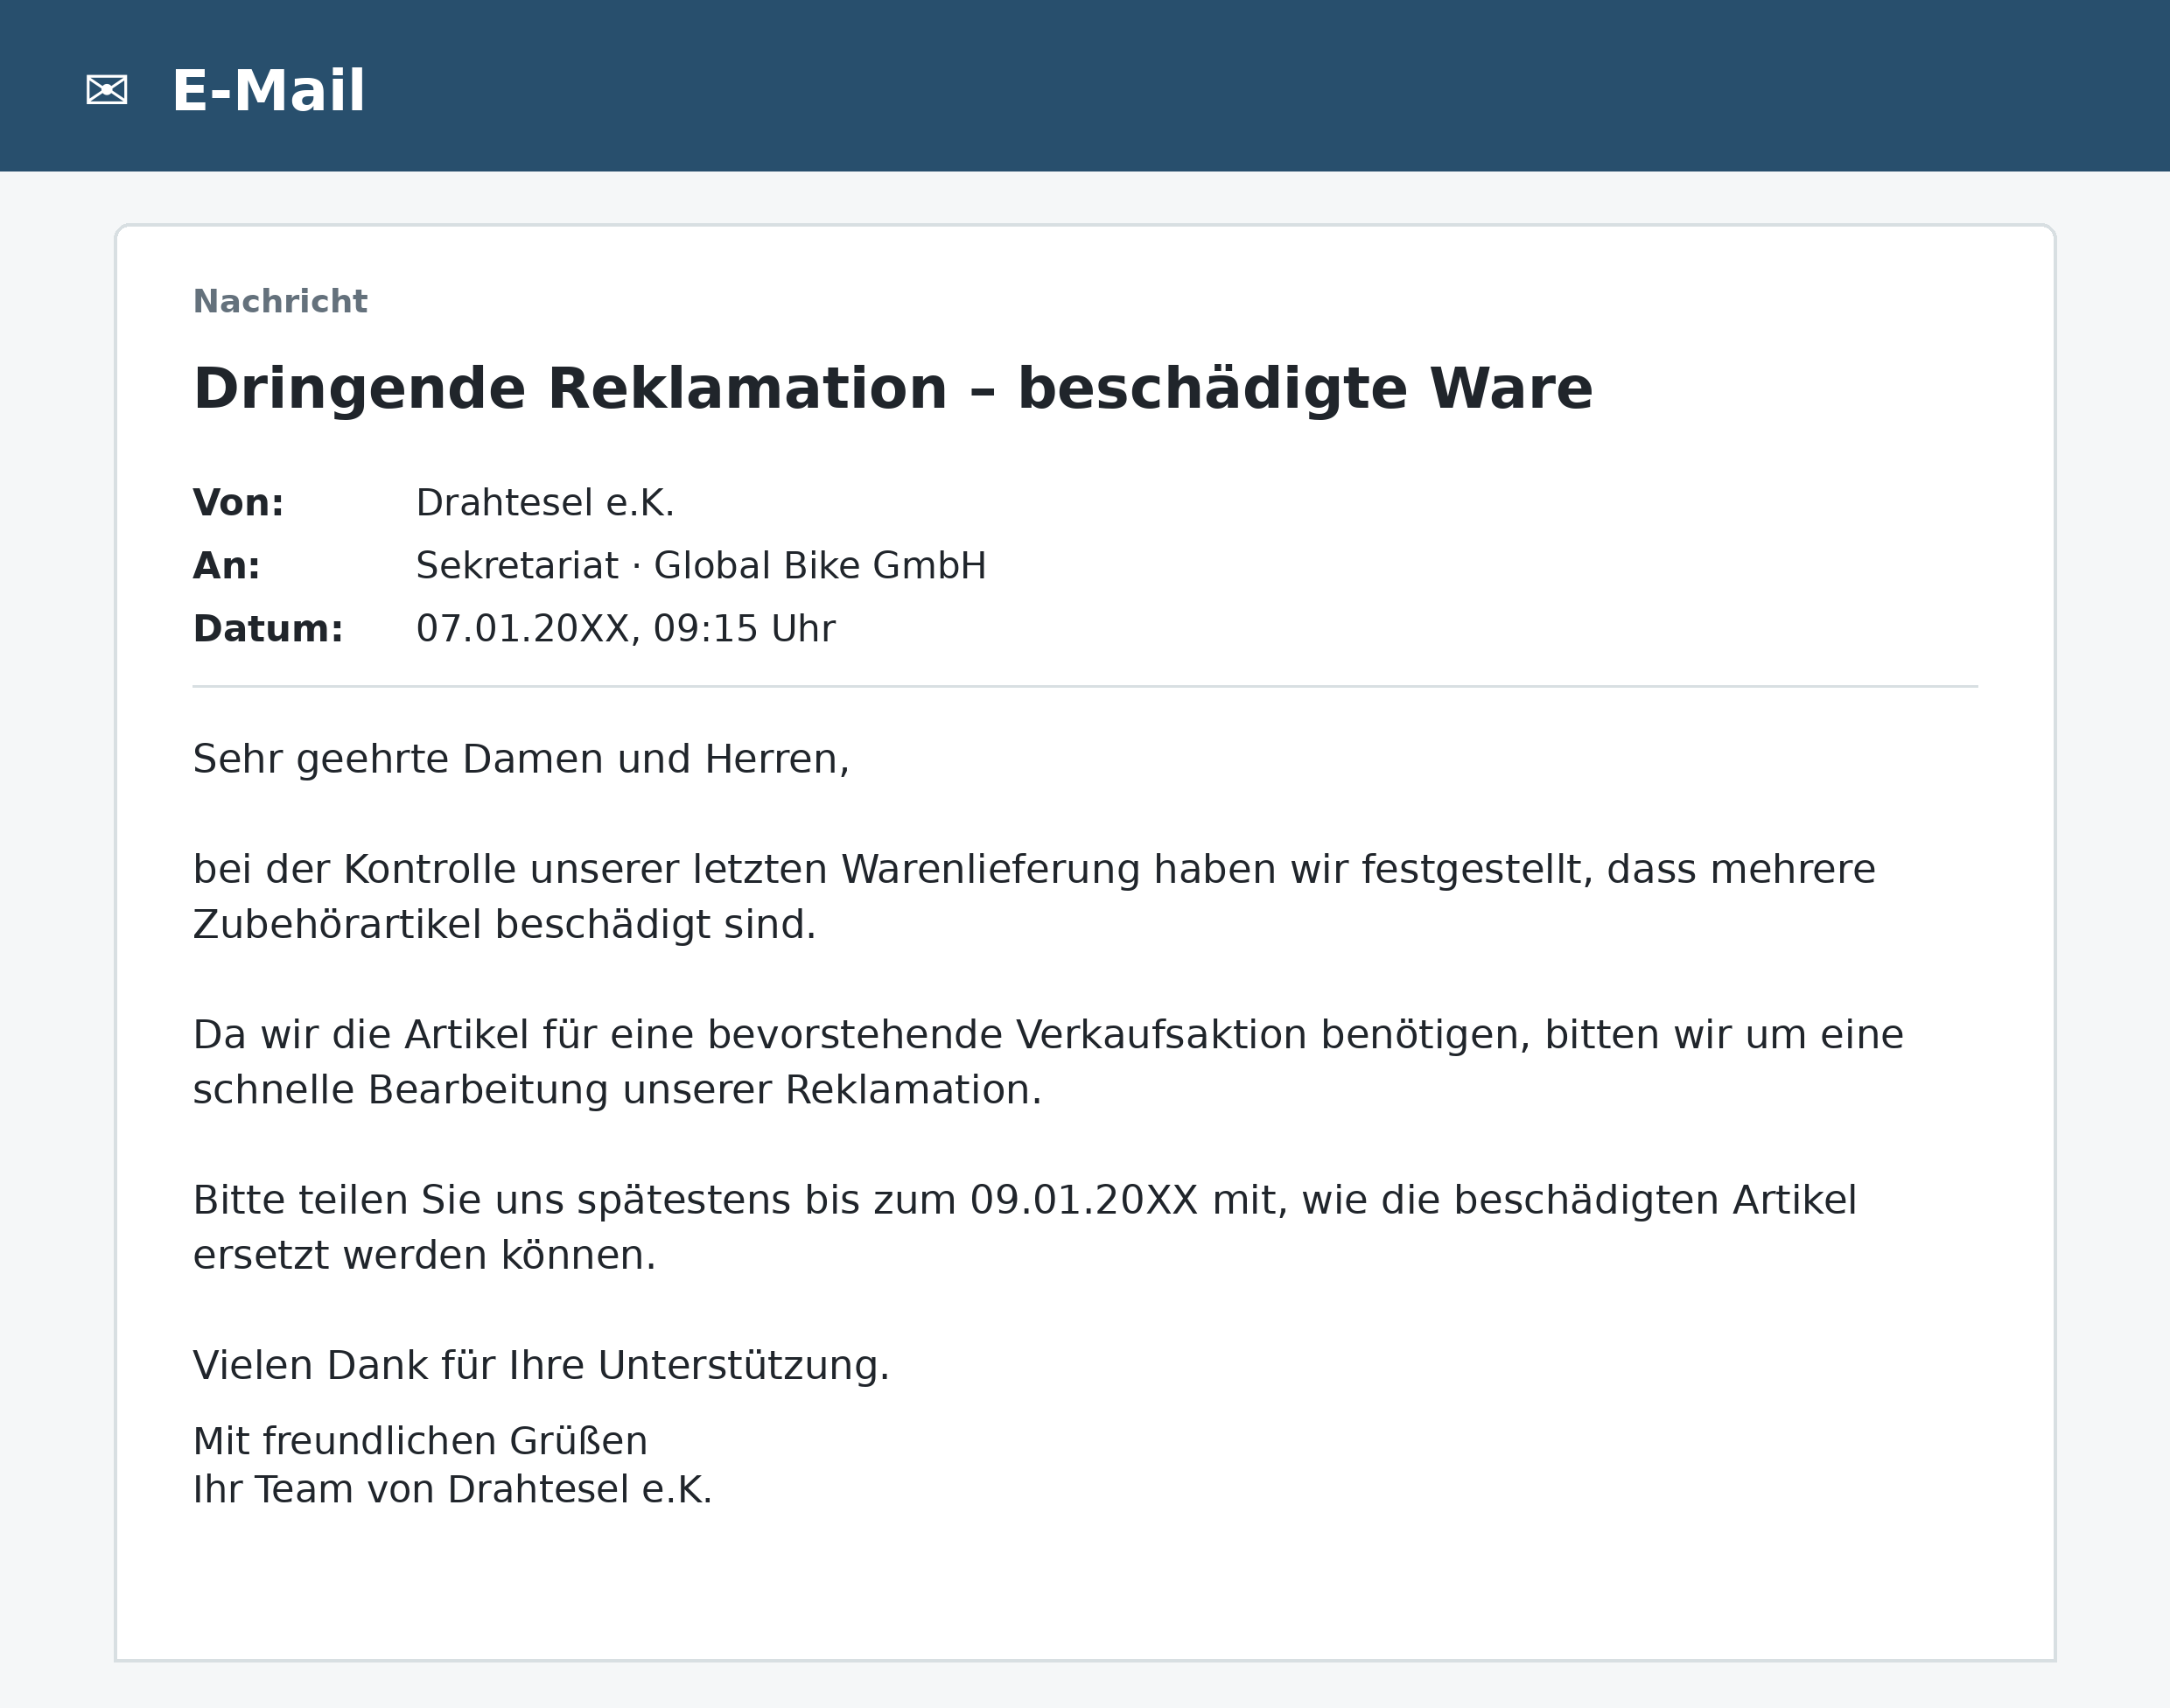 ✉ E-Mail
Nachricht
Dringende Reklamation – beschädigte Ware
Von: Drahtesel e.K.
An: Sekretariat · Global Bike GmbH
Datum: 07.01.20XX, 09:15 Uhr
Sehr geehrte Damen und Herren,
bei der Kontrolle unserer letzten Warenlieferung haben wir festgestellt, dass mehrere
Zubehörartikel beschädigt sind.
Da wir die Artikel für eine bevorstehende Verkaufsaktion benötigen, bitten wir um eine
schnelle Bearbeitung unserer Reklamation.
Bitte teilen Sie uns spätestens bis zum 09.01.20XX mit, wie die beschädigten Artikel
ersetzt werden können.
Vielen Dank für Ihre Unterstützung.
Mit freundlichen Grüßen
Ihr Team von Drahtesel e.K.